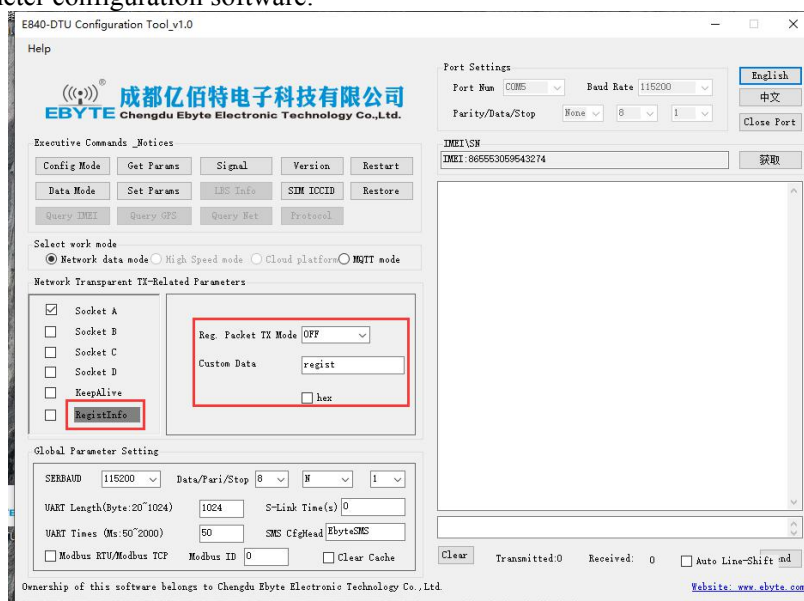 eter configuration software.
E840-DTU Configuration Tool_v1.0
Help
EBYTE®
成都亿佰特电子科技有限公司
Chengdu Ebyte Electronic Technology Co.,Ltd.
Port Settings
Port Num COM5 Baud Rate 115200
Parity/Data/Stop None 8 1
English
中文
Close Port
Executive Commands _Notices
Config Mode Get Params Signal Version Restart
Data Mode Set Params LBS Info SIM ICCID Restore
Query IMEI Query GPS Query Net Protocol
IMEI\SN
IMEI:865553059543274
获取
Select work mode
Network data mode High Speed mode Cloud platform MQTT mode
Network Transparent TX-Related Parameters
Socket A
Socket B
Socket C
Socket D
KeepAlive
RegistInfo
Reg. Packet TX Mode OFF
Custom Data regist
hex
Global Parameter Setting
SERBAUD 115200 Data/Pari/Stop 8 N 1
UART Length(Byte:20~1024) 1024 S-Link Time(s) 0
UART Times (Ms:50~2000) 50 SMS CfgHead EbyteSMS
Modbus RTU/Modbus TCP Modbus ID 0 Clear Cache
Clear Transmitted:0 Received: 0 Auto Line-Shift nd
Ownership of this software belongs to Chengdu Ebyte Electronic Technology Co.,Ltd. Website: www.ebyte.com